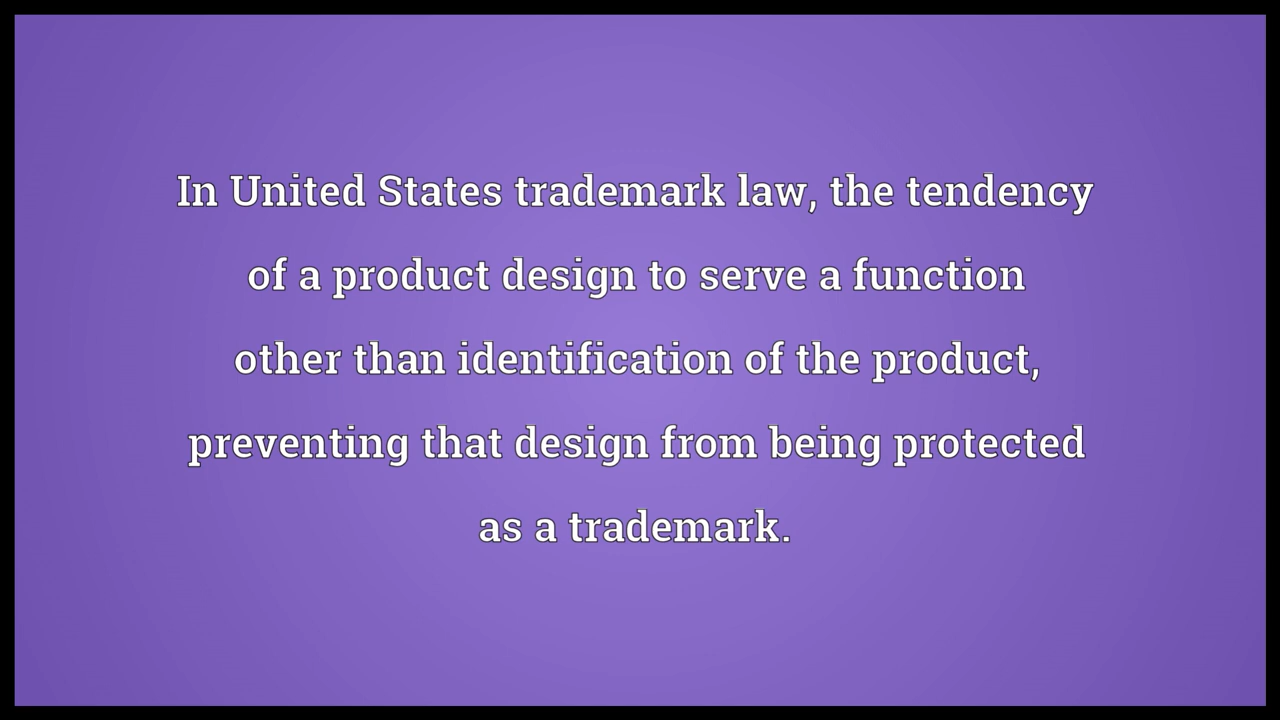 In United States trademark law, the tendency
of a product design to serve a function
other than identification of the product,
preventing that design from being protected
as a trademark.